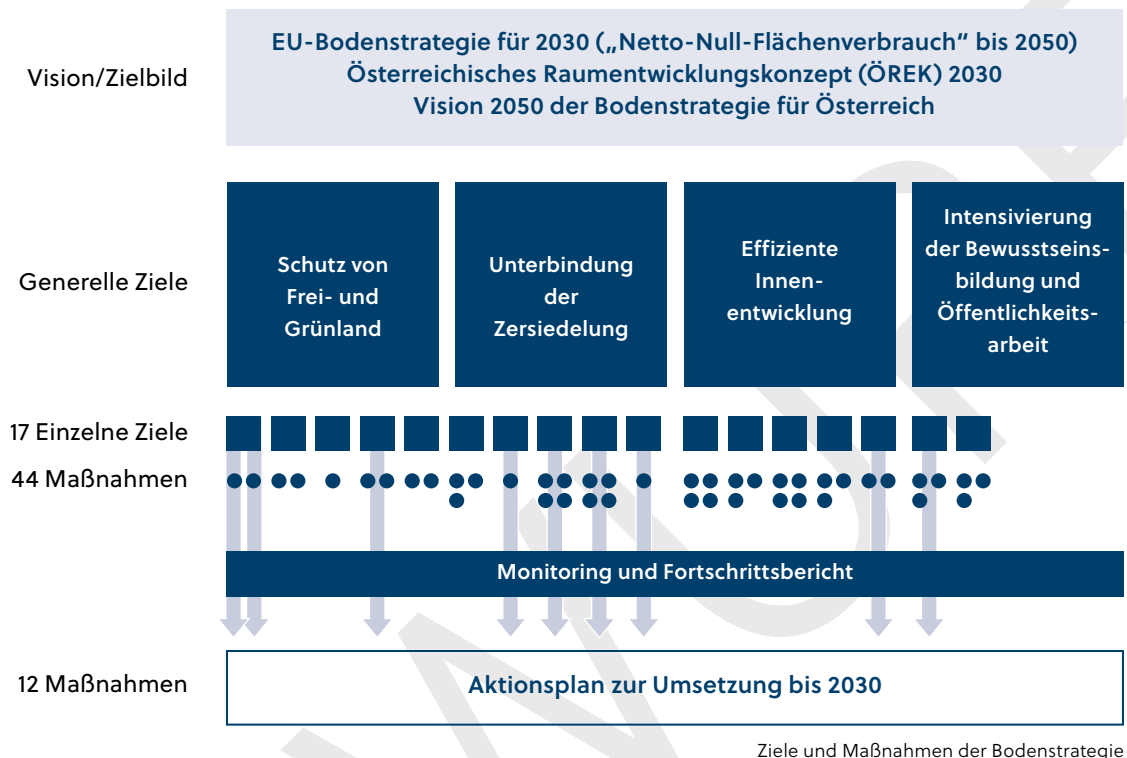 Vision/Zielbild
EU-Bodenstrategie für 2030 („Netto-Null-Flächenverbrauch“ bis 2050)
Österreichisches Raumentwicklungskonzept (ÖREK) 2030
Vision 2050 der Bodenstrategie für Österreich
Generelle Ziele
Schutz von
Frei- und
Grünland
Unterbindung
der
Zersiedelung
Effiziente
Innen-
entwicklung
Intensivierung
der Bewusstseins-
bildung und
Öffentlichkeits-
arbeit
17 Einzelne Ziele
44 Maßnahmen
Monitoring und Fortschrittsbericht
12 Maßnahmen
Aktionsplan zur Umsetzung bis 2030
Ziele und Maßnahmen der Bodenstrategie